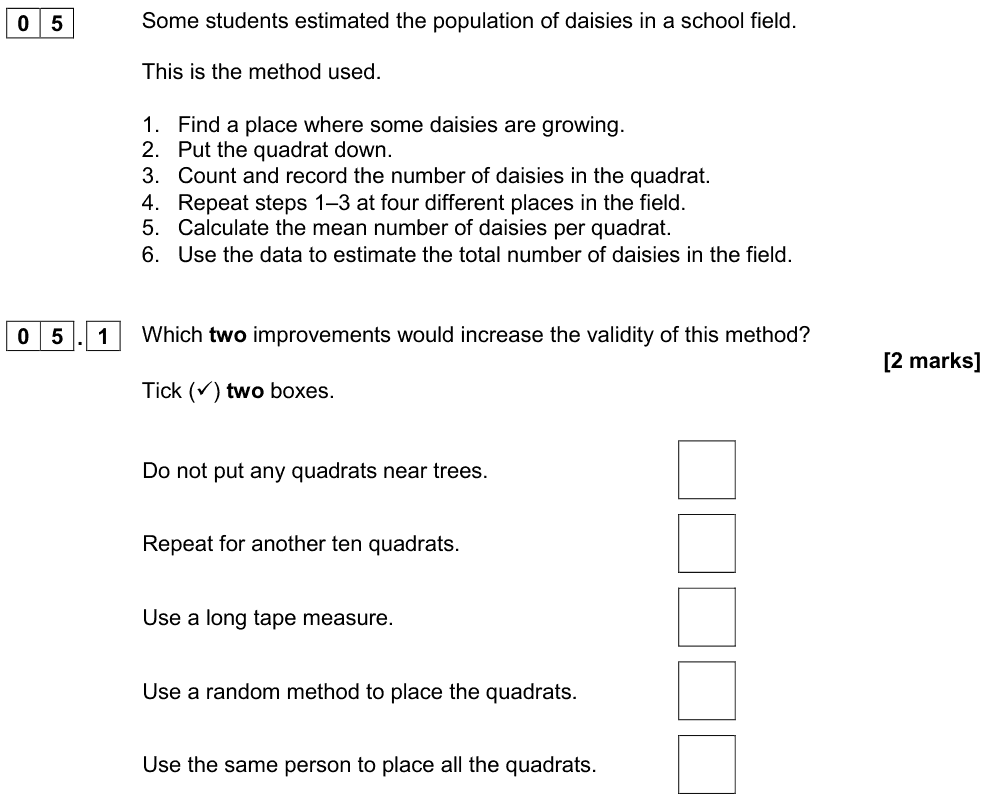 0 5 Some students estimated the population of daisies in a school field.
This is the method used.
1. Find a place where some daisies are growing.
2. Put the quadrat down.
3. Count and record the number of daisies in the quadrat.
4. Repeat steps 1–3 at four different places in the field.
5. Calculate the mean number of daisies per quadrat.
6. Use the data to estimate the total number of daisies in the field.
0 5 . 1 Which two improvements would increase the validity of this method?
[2 marks]
Tick (✓) two boxes.
Do not put any quadrats near trees.
Repeat for another ten quadrats.
Use a long tape measure.
Use a random method to place the quadrats.
Use the same person to place all the quadrats.